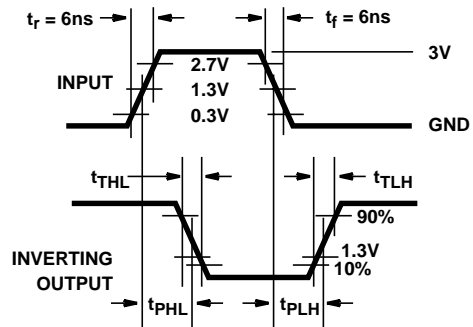 tr = 6ns
tf = 6ns
3V
2.7V
INPUT
1.3V
0.3V
GND
tTHL
tTLH
90%
INVERTING
OUTPUT
1.3V
10%
tPHL
tPLH